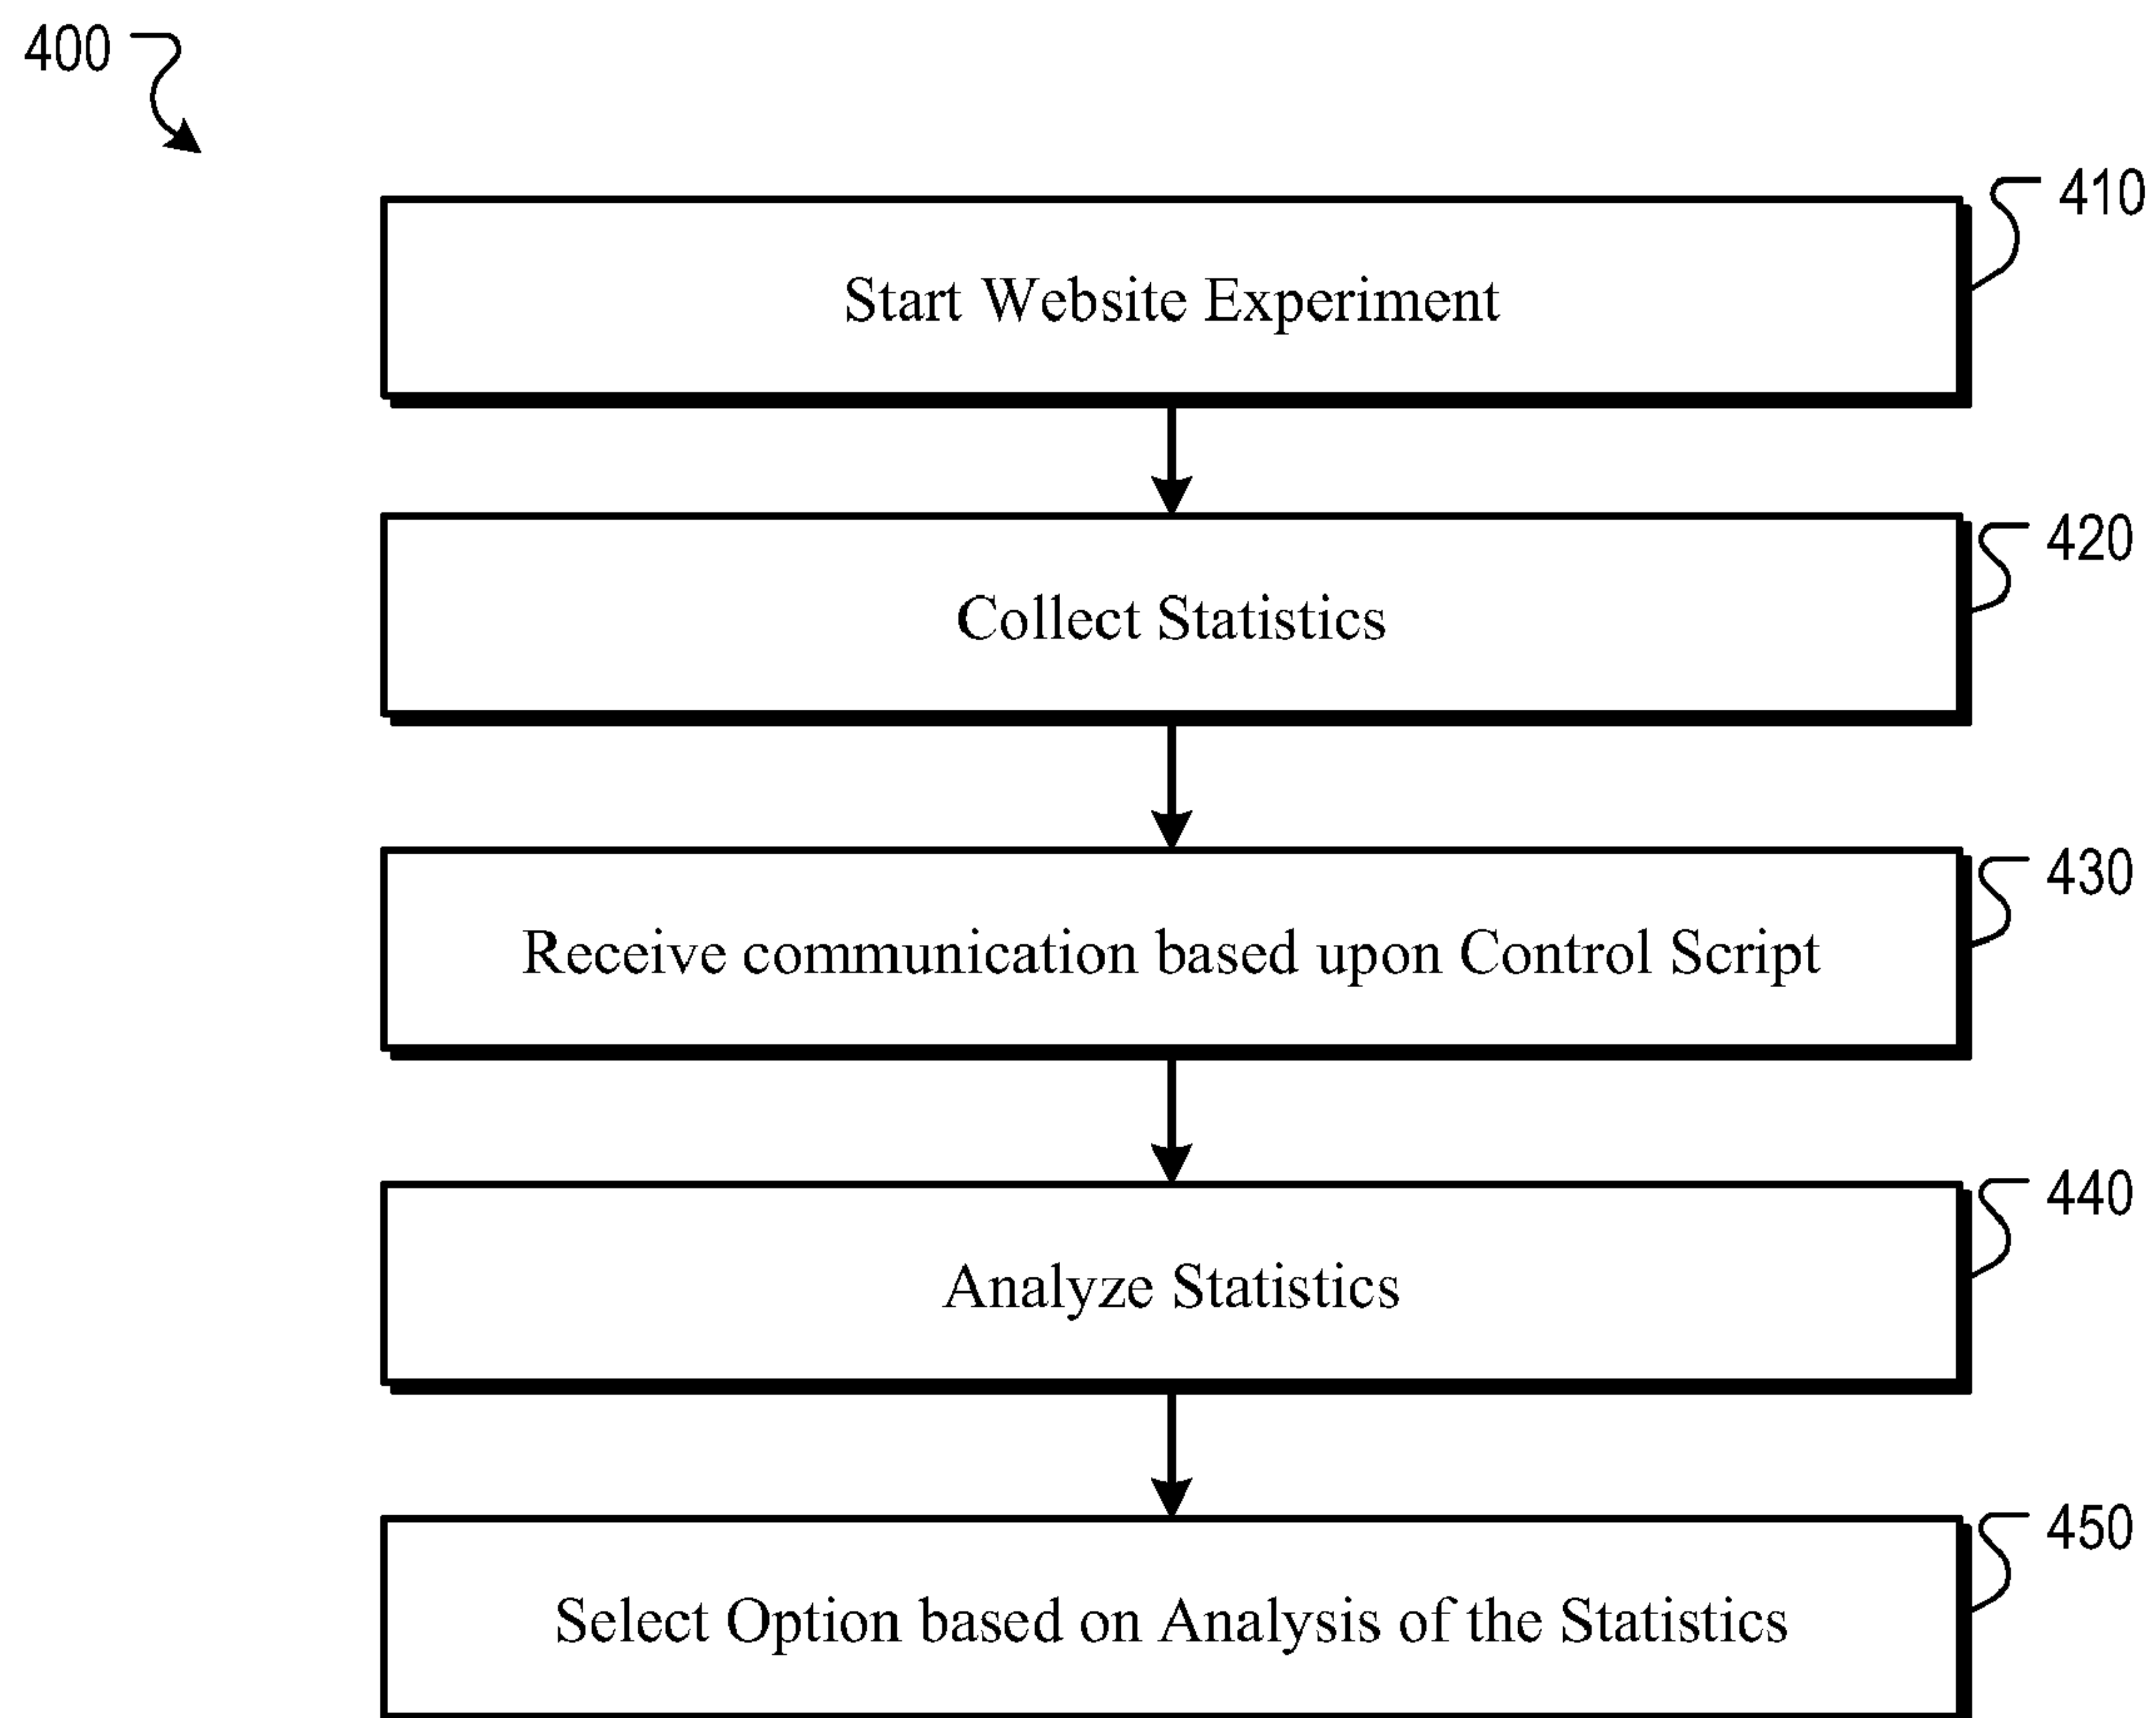 400
410
Start Website Experiment
420
Collect Statistics
430
Receive communication based upon Control Script
440
Analyze Statistics
450
Select Option based on Analysis of the Statistics